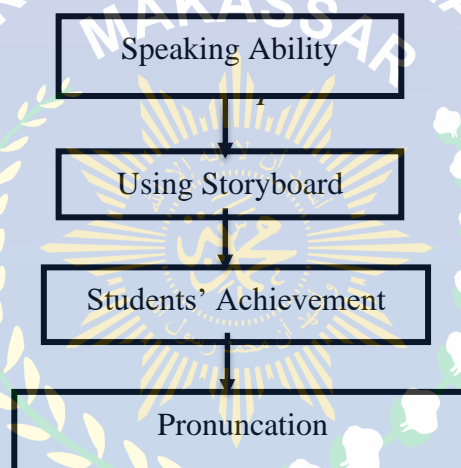 MAKASSAR
Speaking Ability
Using Storyboard
Students’ Achievement
Pronuncation